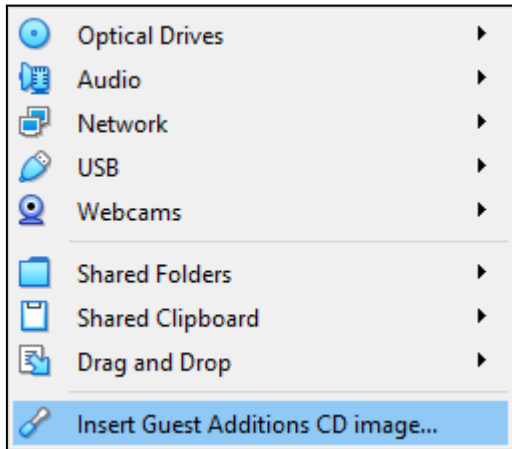 Optical Drives
Audio
Network
USB
Webcams
Shared Folders
Shared Clipboard
Drag and Drop
Insert Guest Additions CD image...